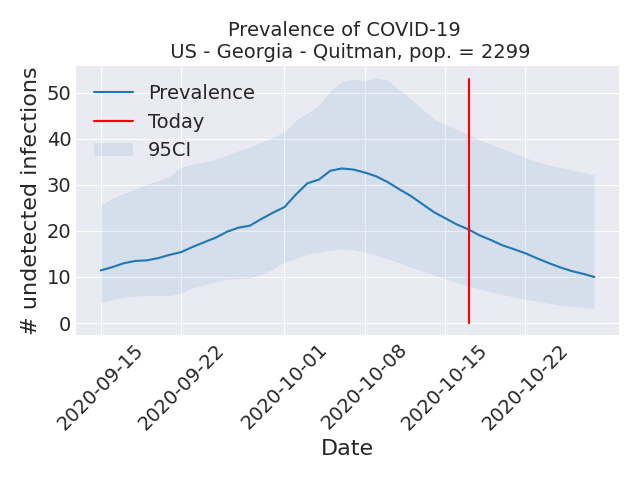 Prevalence of COVID-19
US - Georgia - Quitman, pop. = 2299
# undetected infections
50
40
30
20
10
0
Prevalence
Today
95CI
2020-09-15
2020-09-22
2020-10-01
2020-10-08
2020-10-15
2020-10-22
Date